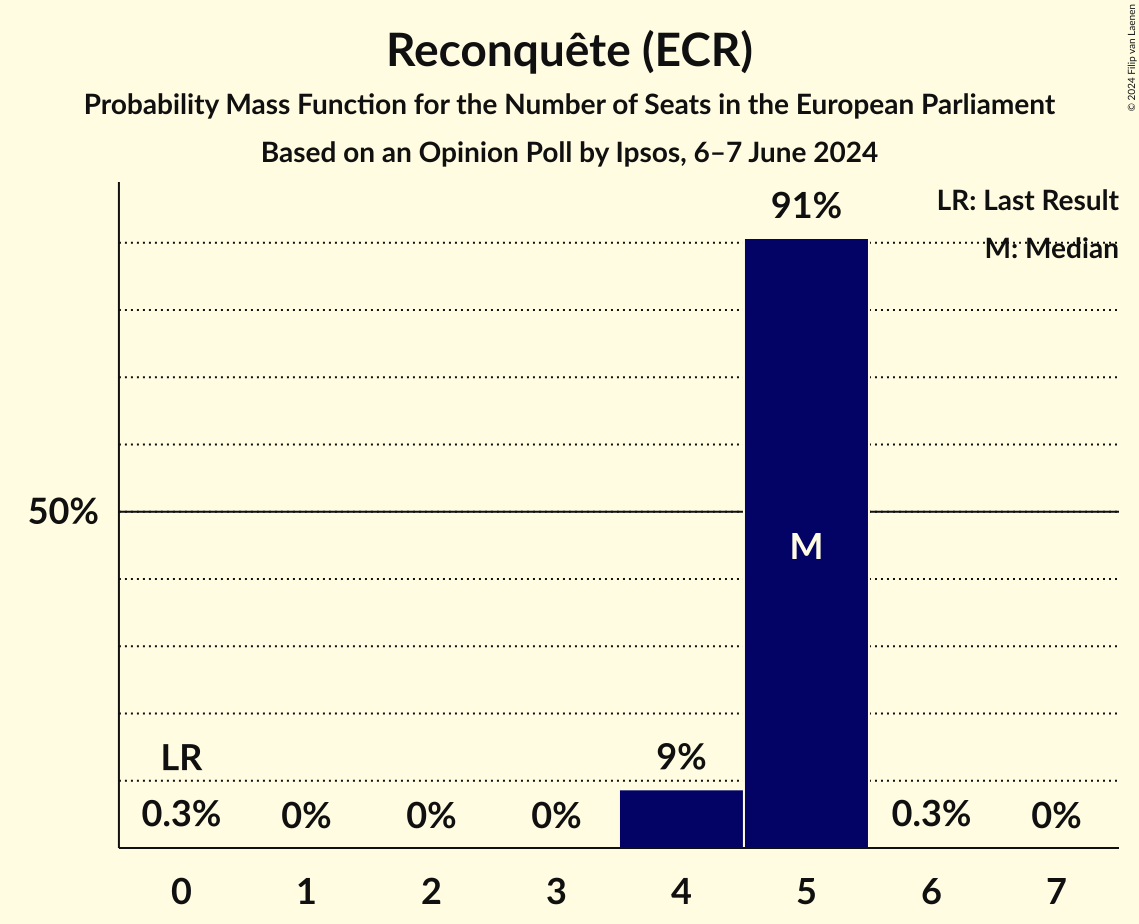 Reconquête (ECR)
Probability Mass Function for the Number of Seats in the European Parliament
Based on an Opinion Poll by Ipsos, 6–7 June 2024
© 2024 Filip van Laenen
LR: Last Result
M: Median
91%
50%
M
LR
9%
0.3% 0% 0% 0% 0.3% 0%
0 1 2 3 4 5 6 7